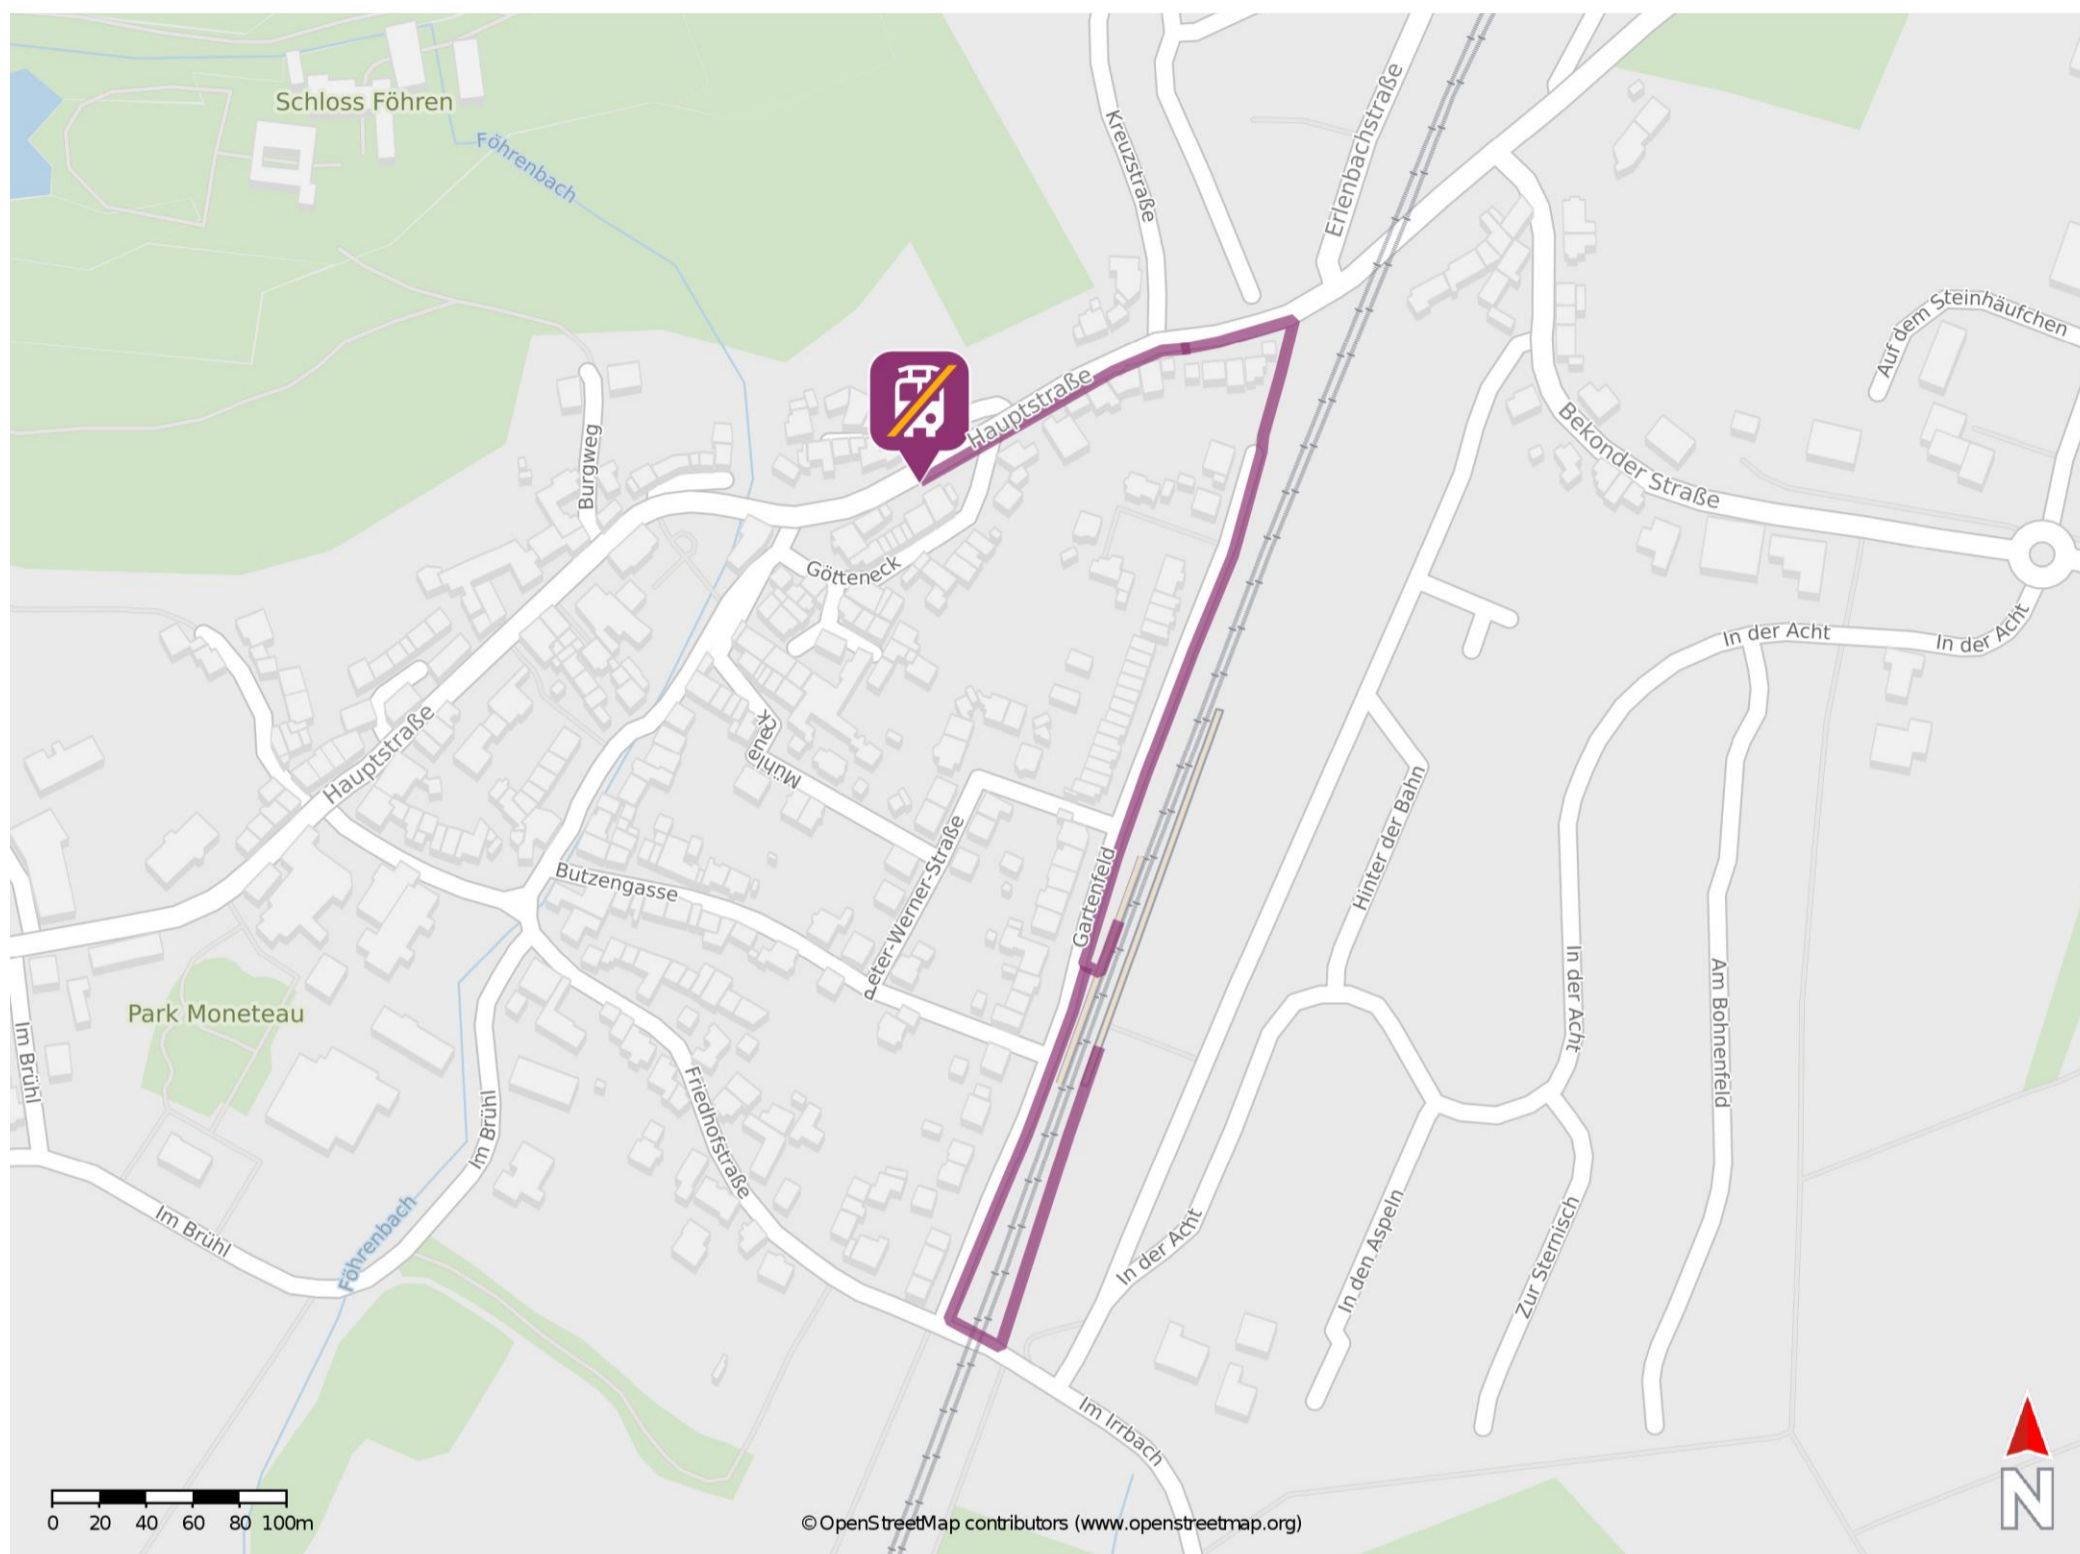 Schloss Föhren
Föhrenbach
Kreuzstraße
Erlenbachstraße
Auf dem Steinhäufchen
Hauptstraße
Burgweg
Bekonder Straße
Götteneck
In der Acht
In der Acht
Hauptstraße
Mühleneck
Hinter der Bahn
Butzengasse
Peter-Werner-Straße
Gartenfeld
In der Acht
Am Bohnenfeld
Park Moneteau
Im Brühl
Im Brühl
Friedhofstraße
Im Brühl
Föhrenbach
In der Acht
In den Aspeln
Zur Sternisch
Im Irrbach
N
0 20 40 60 80 100m
© OpenStreetMap contributors (www.openstreetmap.org)